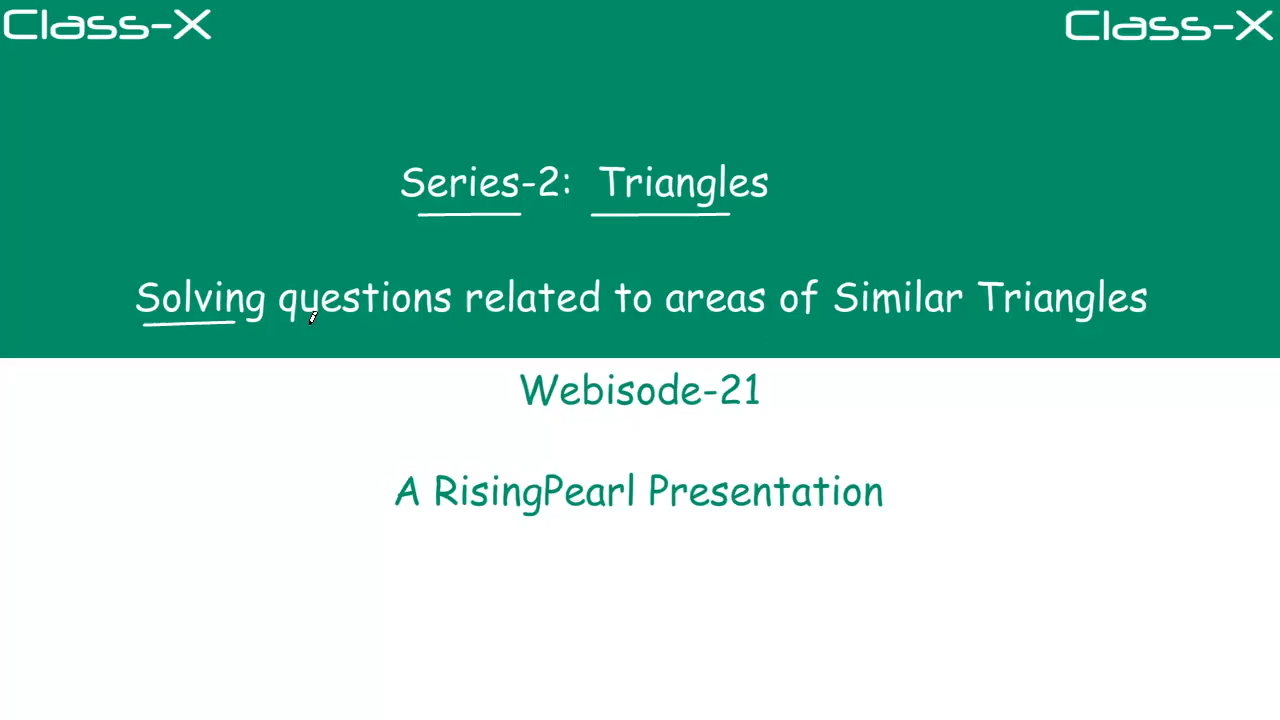 Class-X
Class-X
Series-2: Triangles
Solving questions related to areas of Similar Triangles
Webisode-21
A RisingPearl Presentation